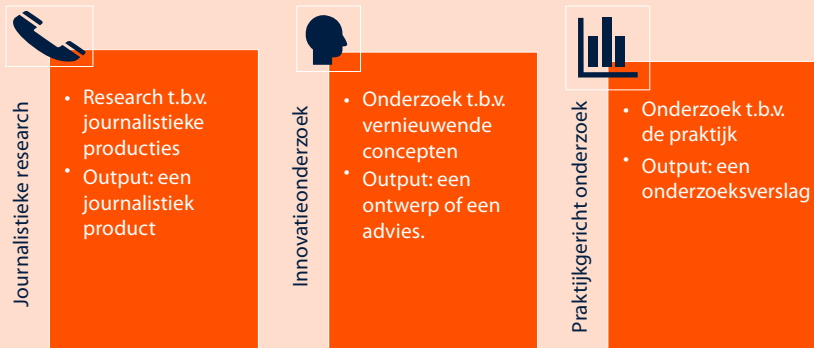 Journalistieke research
• Research t.b.v.
journalistieke
producties
• Output: een
journalistiek
product
Innovatieonderzoek
• Onderzoek t.b.v.
vernieuwende
concepten
• Output: een
ontwerp of een
advies.
Praktijkgericht onderzoek
• Onderzoek t.b.v.
de praktijk
• Output: een
onderzoeksverslag